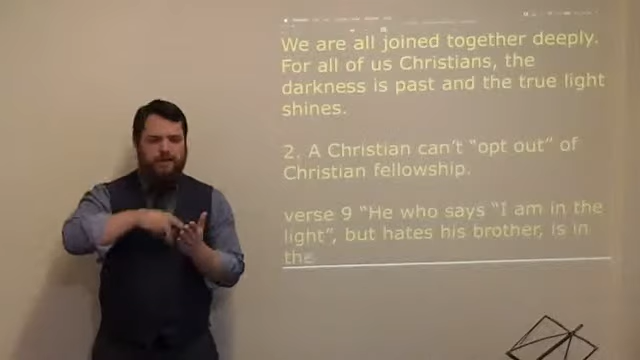 We are all joined together deeply.
For all of us Christians, the
darkness is past and the true light
shines.
2. A Christian can't "opt out" of
Christian fellowship.
verse 9 "He who says "I am in the
light", but hates his brother, is in
the